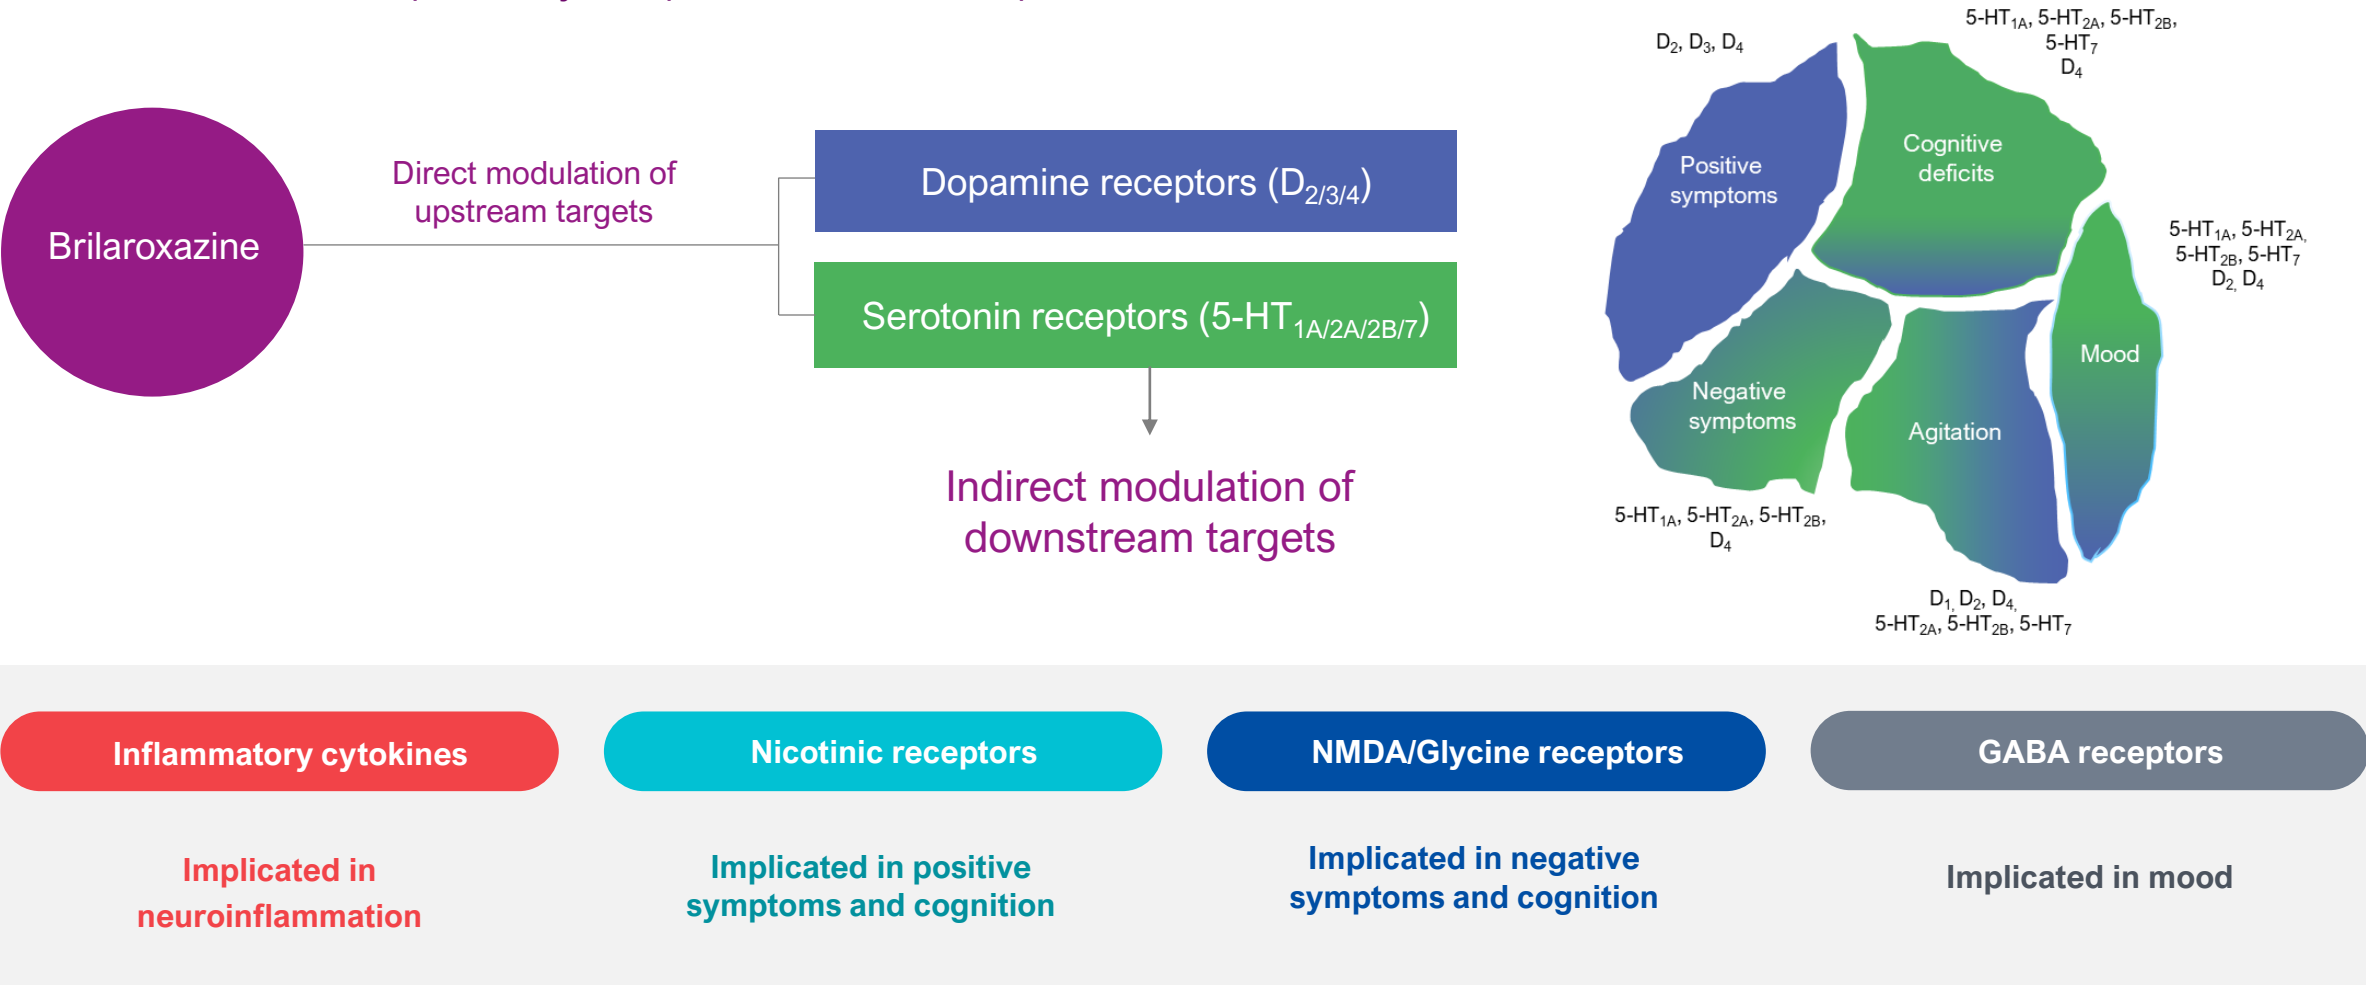 Brilaroxazine
Direct modulation of
upstream targets
Dopamine receptors (D2/3/4)
Serotonin receptors (5-HT1A/2A/2B/7)
Indirect modulation of
downstream targets
D2, D3, D4
5-HT1A, 5-HT2A, 5-HT2B,
5-HT7
D4
Positive
symptoms
Cognitive
deficits
5-HT1A, 5-HT2A,
5-HT2B, 5-HT7
D2, D4
Mood
Negative
symptoms
Agitation
5-HT1A, 5-HT2A, 5-HT2B,
D4
D1, D2, D4,
5-HT2A, 5-HT2B, 5-HT7
Inflammatory cytokines
Implicated in
neuroinflammation
Nicotinic receptors
Implicated in positive
symptoms and cognition
NMDA/Glycine receptors
Implicated in negative
symptoms and cognition
GABA receptors
Implicated in mood